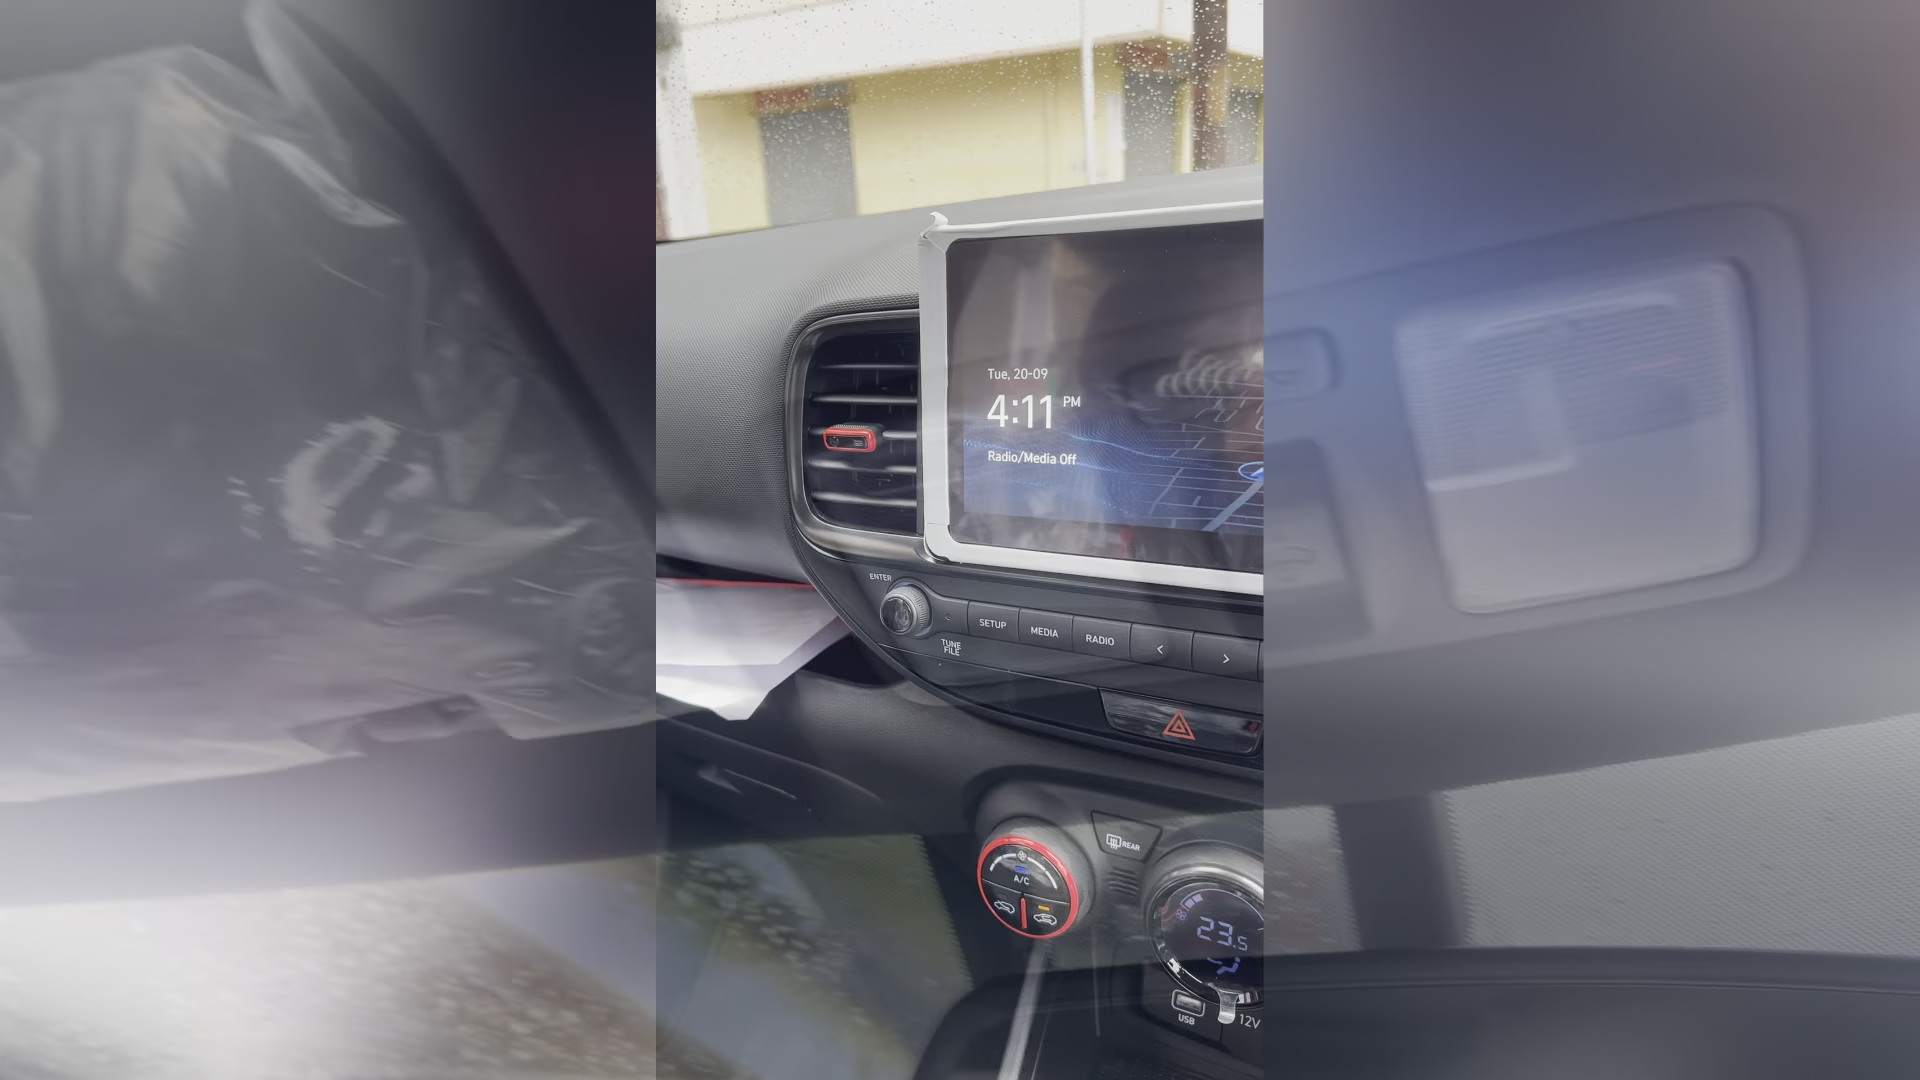 Tue, 20-09
4:11 PM
Radio/Media Off
ENTER
TUNE
FILE
SETUP
MEDIA
RADIO
<
>
REAR
A/C
23.5
USB
12V